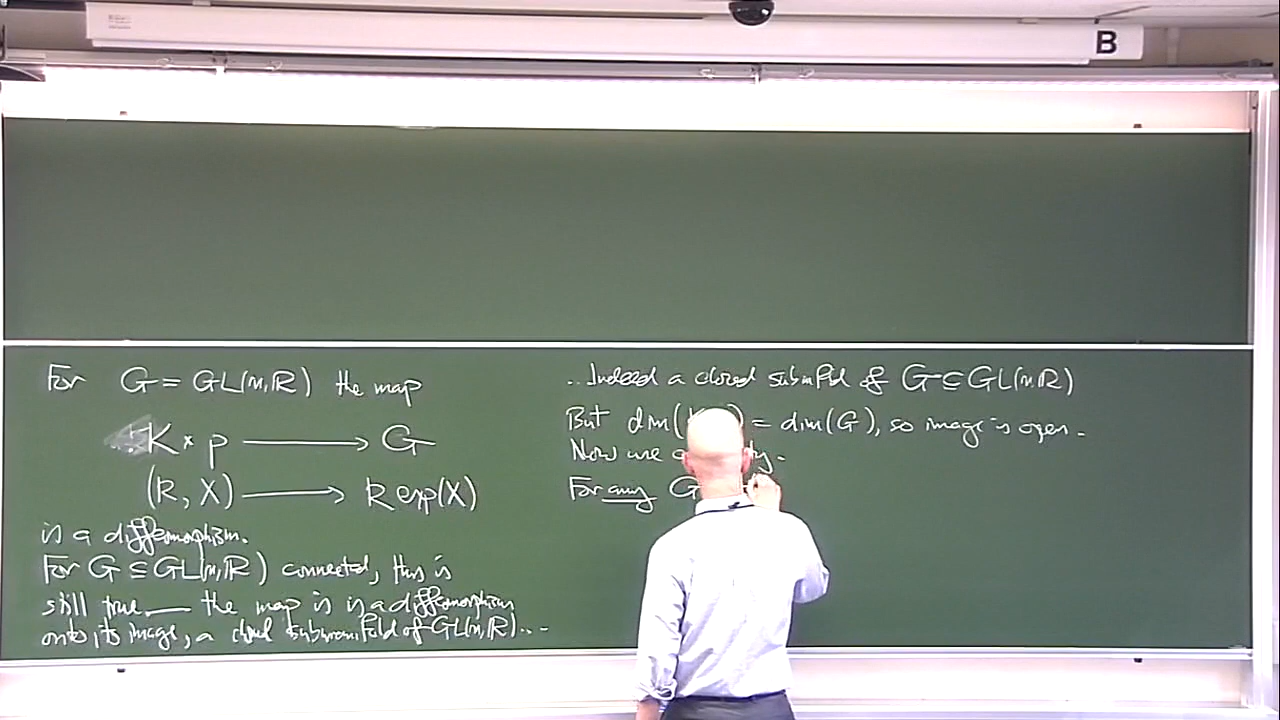 B
For G = GL(n,R) the map
K × p ⟶ G
(R, X) ⟶ R exp(X)
is a diffeomorphism.
For G ⊆ GL(n,R) connected, this is
still true — the map is is a diffeomorphism
onto its image, a closed submanifold of GL(n,R)...
...Indeed a closed submfld of G ⊆ GL(n,R)
But dim( ) = dim(G), so image is open.
Now use
For any G